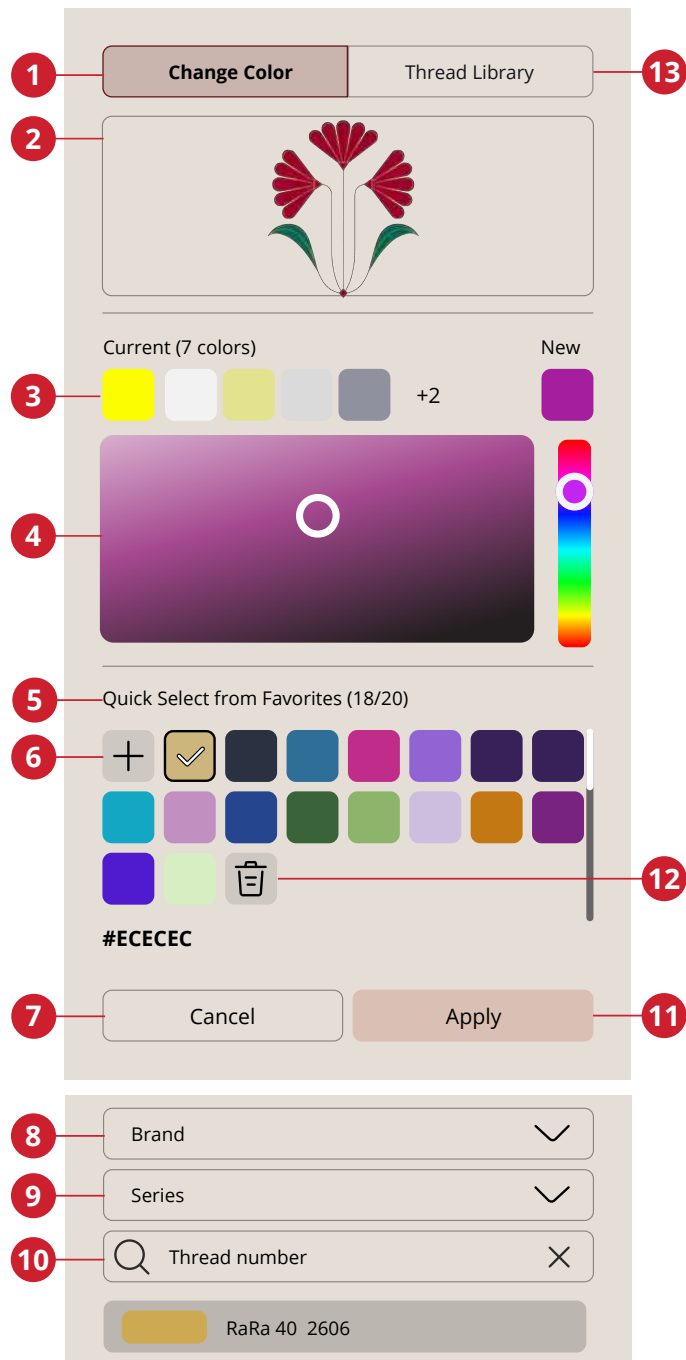 1
Change Color
Thread Library
13
2
Current (7 colors)
New
3
+2
4
5
Quick Select from Favorites (18/20)
6
12
#ECECEC
7
Cancel
Apply
11
8
Brand
9
Series
10
Thread number
RaRa 40 2606